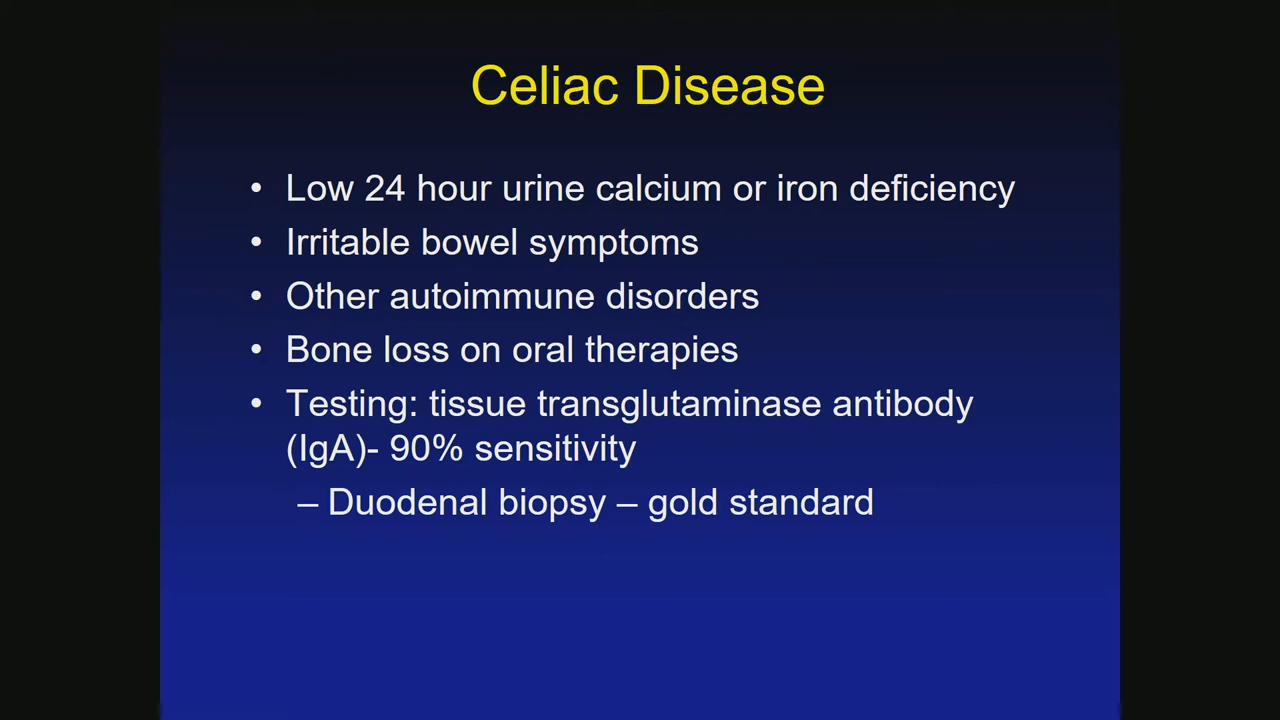 Celiac Disease
• Low 24 hour urine calcium or iron deficiency
• Irritable bowel symptoms
• Other autoimmune disorders
• Bone loss on oral therapies
• Testing: tissue transglutaminase antibody
(IgA)- 90% sensitivity
– Duodenal biopsy – gold standard